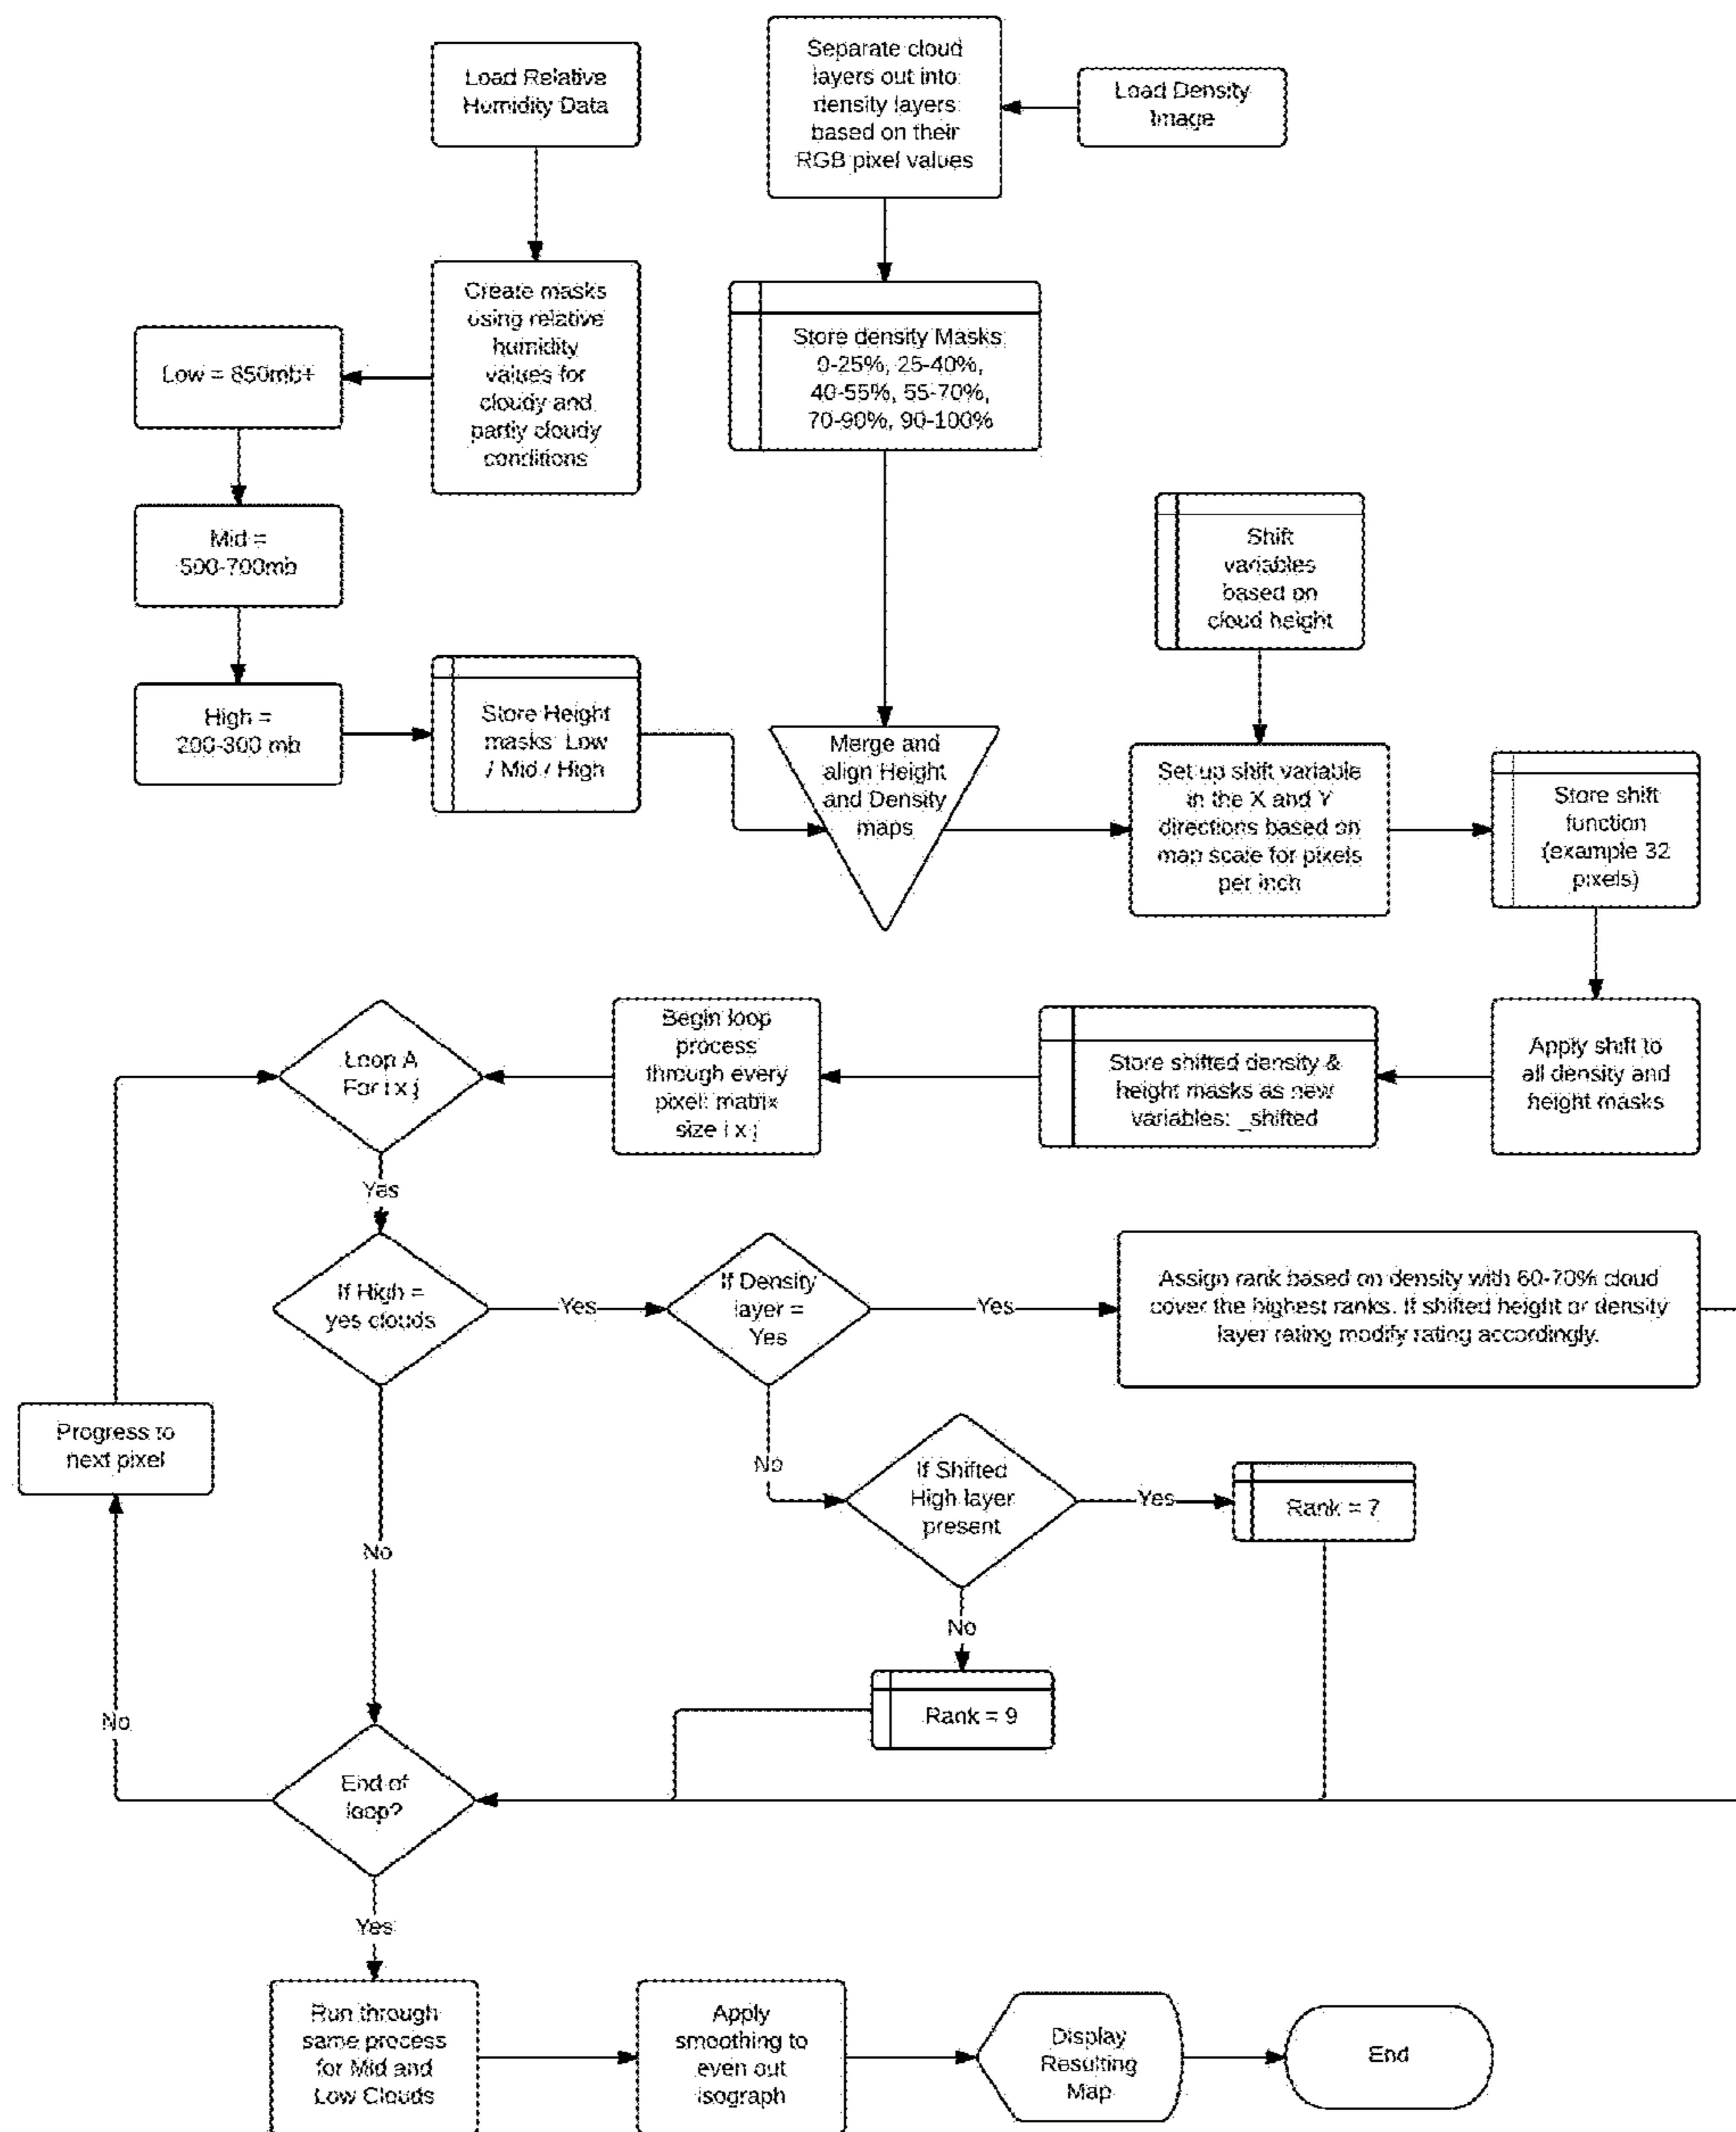 Load Relative
Humidity Data
Separate cloud
layers out into
density layers
based on their
RGB pixel values
Load Density
Image
Create masks
using relative
humidity
values for
cloudy and
partly cloudy
conditions
Low = 850mb+
Store density Masks
0-25%, 25-40%,
40-55%, 55-70%,
70-90%, 90-100%
Mid =
500-700mb
Shift
variables
based on
cloud height
High =
200-300 mb
Store Height
masks: Low
/ Mid / High
Merge and
align Height
and Density
maps
Set up shift variable
in the X and Y
directions based on
map scale for pixels
per inch
Store shift
function
(example 32
pixels)
Loop A
For i x j
Begin loop
process
through every
pixel: matrix
size i x j
Store shifted density &
height masks as new
variables: _shifted
Apply shift to
all density and
height masks
Yes
If High =
yes clouds
Yes
If Density
layer =
Yes
Yes
Assign rank based on density with 60-70% cloud
cover the highest ranks. If shifted height or density
layer rating modify rating accordingly.
Progress to
next pixel
No
If Shifted
High layer
present
Yes
Rank = 7
No
No
Rank = 9
No
End of
loop?
Yes
Run through
same process
for Mid and
Low Clouds
Apply
smoothing to
even out
isograph
Display
Resulting
Map
End